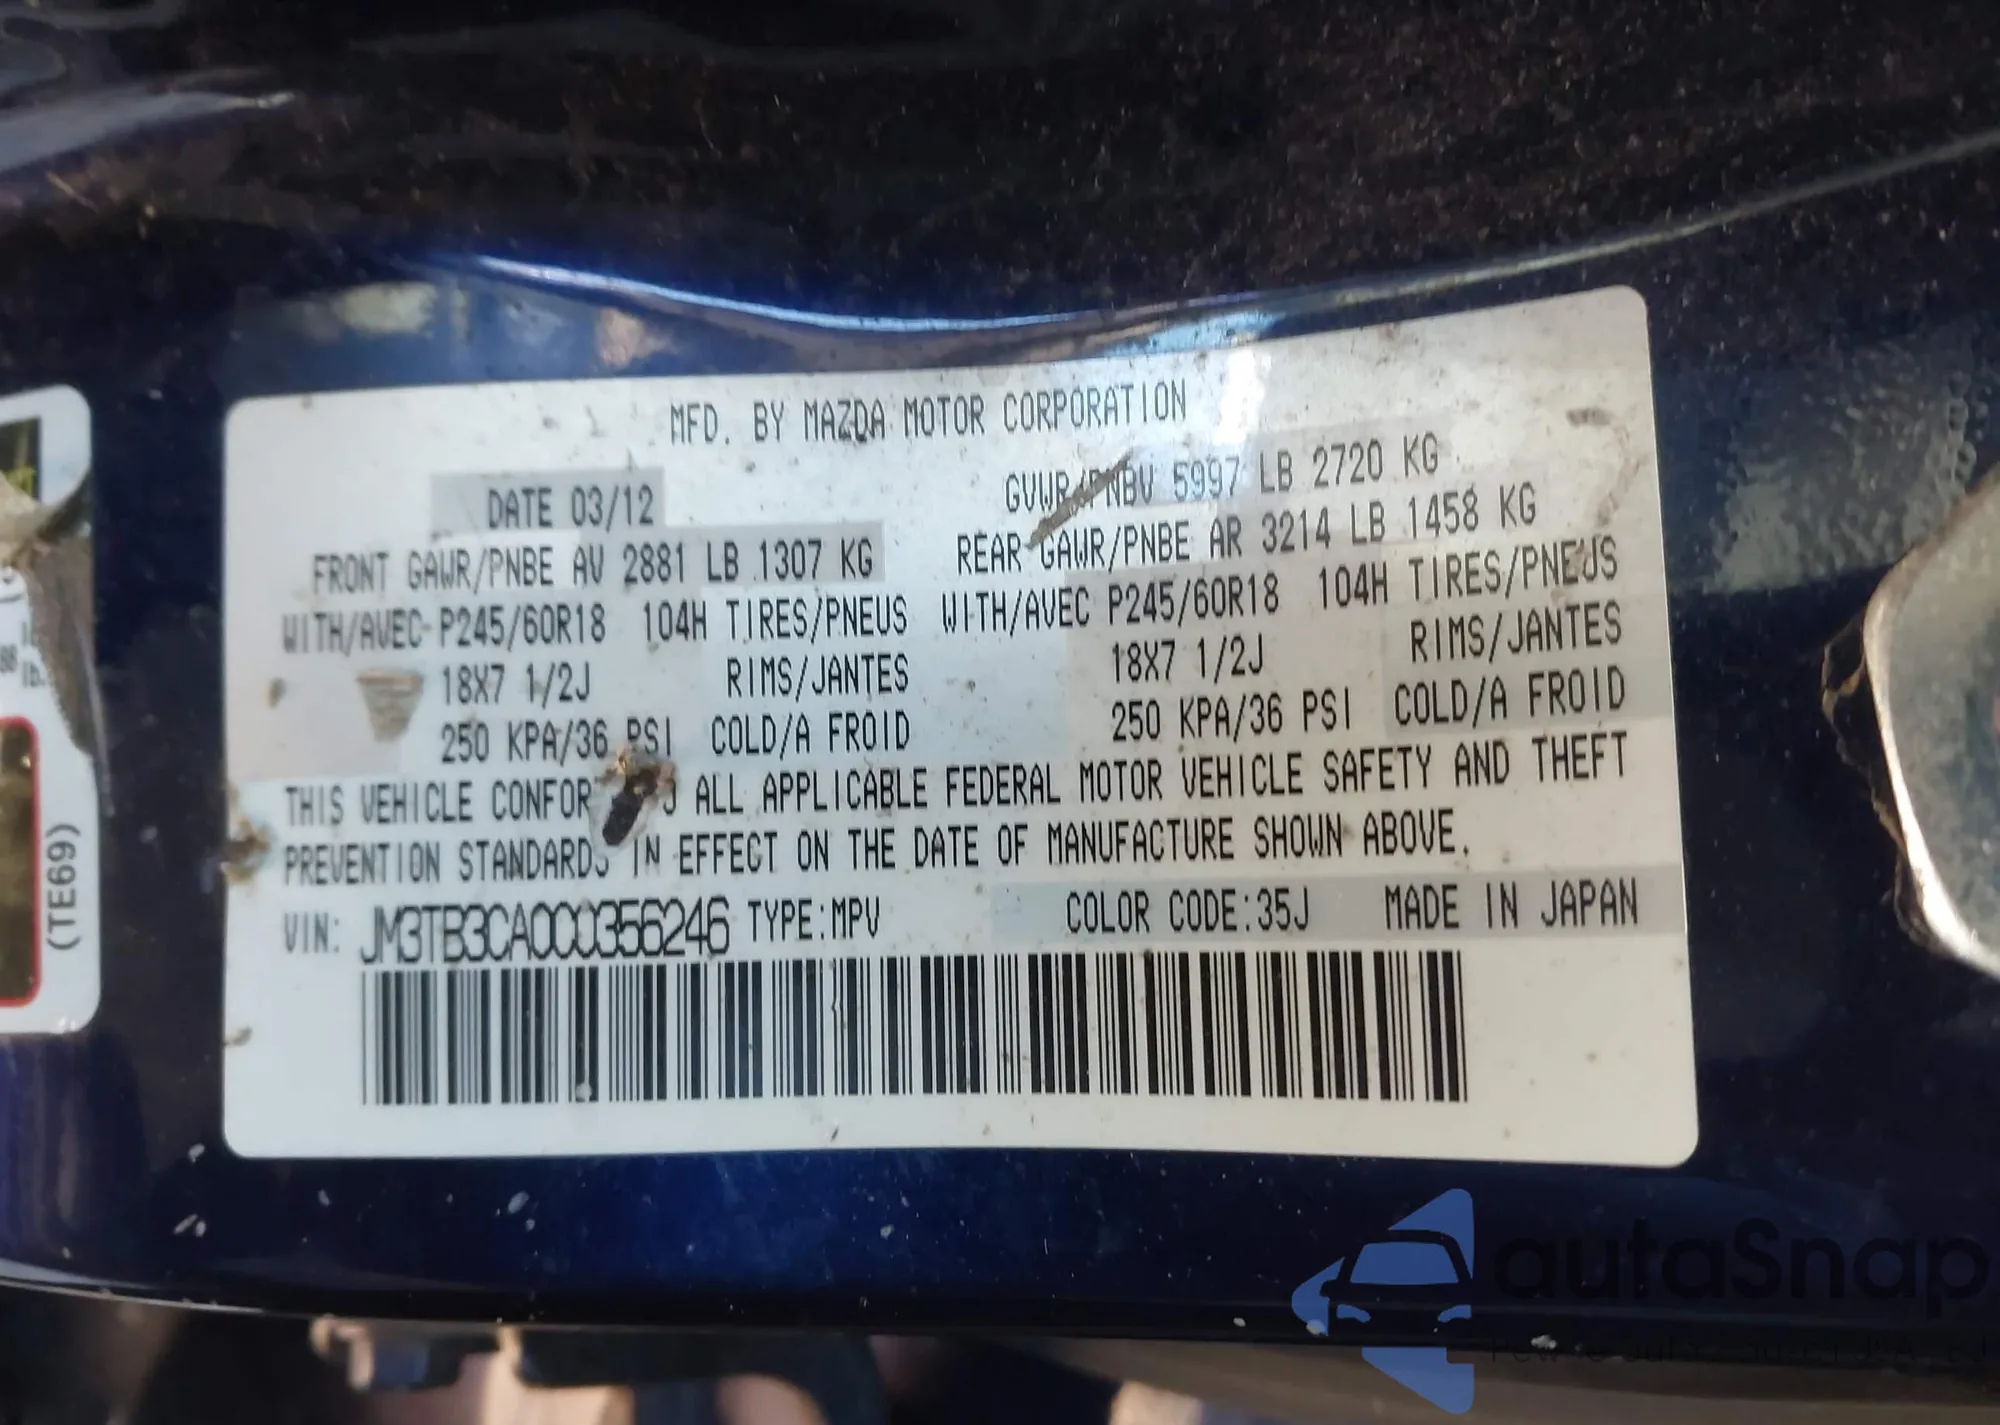 MFD. BY MAZDA MOTOR CORPORATION
DATE 03/12
GVWR/PNBV 5997 LB 2720 KG
FRONT GAWR/PNBE AV 2881 LB 1307 KG
REAR GAWR/PNBE AR 3214 LB 1458 KG
WITH/AVEC P245/60R18 104H TIRES/PNEUS
WITH/AVEC P245/60R18 104H TIRES/PNEUS
18X7 1/2J RIMS/JANTES
18X7 1/2J RIMS/JANTES
250 KPA/36 PSI COLD/A FROID
250 KPA/36 PSI COLD/A FROID
THIS VEHICLE ALL APPLICABLE FEDERAL MOTOR VEHICLE SAFETY AND THEFT
PREVENTION STANDARDS IN EFFECT ON THE DATE OF MANUFACTURE SHOWN ABOVE.
VIN: JM3TB3CA0C0356246 TYPE:MPV COLOR CODE:35J MADE IN JAPAN
(TE69)
lb.
autaSnap